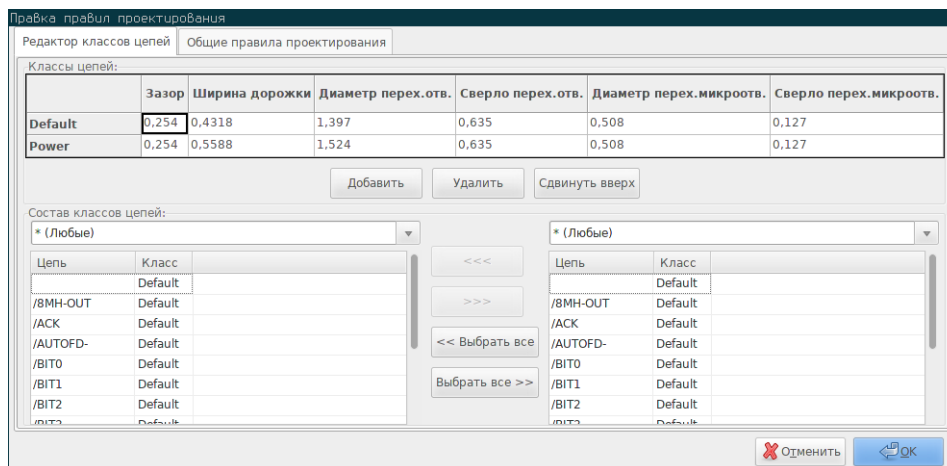 Правка правил проектирования
Редактор классов цепей Общие правила проектирования
Классы цепей:
Зазор Ширина дорожки Диаметр перех.отв. Сверло перех.отв. Диаметр перех.микроотв. Сверло перех.микроотв.
Default 0,254 0,4318 1,397 0,635 0,508 0,127
Power 0,254 0,5588 1,524 0,635 0,508 0,127
Добавить Удалить Сдвинуть вверх
Состав классов цепей:
* (Любые) * (Любые)
Цепь Класс <<< Цепь Класс
Default Default
/8MH-OUT Default >>> /8MH-OUT Default
/ACK Default /ACK Default
/AUTOFD- Default << Выбрать все /AUTOFD- Default
/BIT0 Default /BIT0 Default
/BIT1 Default Выбрать все >> /BIT1 Default
/BIT2 Default /BIT2 Default
Default Default
Отменить OK